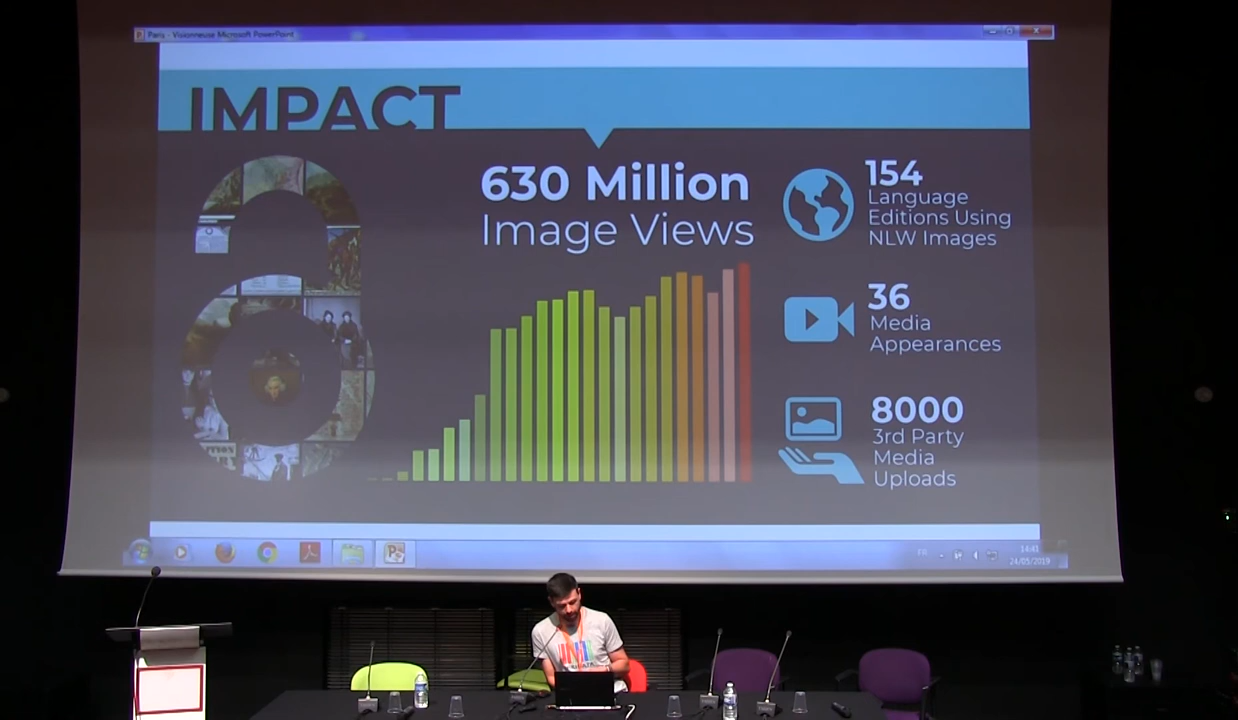 Paris - Visionneuse Microsoft PowerPoint
IMPACT
630 Million
Image Views
154
Language
Editions Using
NLW Images
36
Media
Appearances
8000
3rd Party
Media
Uploads
FR
14:41
24/05/2019